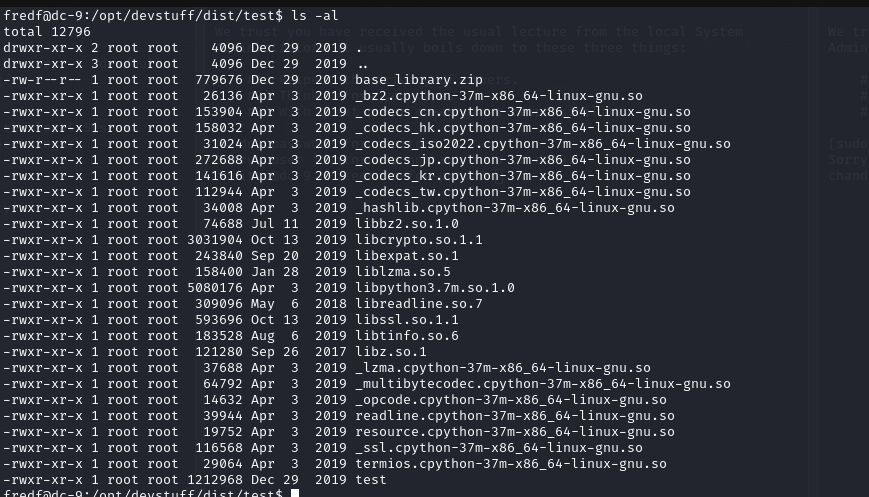 fredf@dc-9:/opt/devstuff/dist/test$ ls -al
total 12796
drwxr-xr-x 2 root root    4096 Dec 29  2019 .
drwxr-xr-x 3 root root    4096 Dec 29  2019 ..
-rw-r--r-- 1 root root  779676 Dec 29  2019 base_library.zip
-rwxr-xr-x 1 root root   26136 Apr  3  2019 _bz2.cpython-37m-x86_64-linux-gnu.so
-rwxr-xr-x 1 root root  153904 Apr  3  2019 _codecs_cn.cpython-37m-x86_64-linux-gnu.so
-rwxr-xr-x 1 root root  158032 Apr  3  2019 _codecs_hk.cpython-37m-x86_64-linux-gnu.so
-rwxr-xr-x 1 root root   31024 Apr  3  2019 _codecs_iso2022.cpython-37m-x86_64-linux-gnu.so
-rwxr-xr-x 1 root root  272688 Apr  3  2019 _codecs_jp.cpython-37m-x86_64-linux-gnu.so
-rwxr-xr-x 1 root root  141616 Apr  3  2019 _codecs_kr.cpython-37m-x86_64-linux-gnu.so
-rwxr-xr-x 1 root root  112944 Apr  3  2019 _codecs_tw.cpython-37m-x86_64-linux-gnu.so
-rwxr-xr-x 1 root root   34008 Apr  3  2019 _hashlib.cpython-37m-x86_64-linux-gnu.so
-rwxr-xr-x 1 root root   74688 Jul 11  2019 libbz2.so.1.0
-rwxr-xr-x 1 root root 3031904 Oct 13  2019 libcrypto.so.1.1
-rwxr-xr-x 1 root root  243840 Sep 20  2019 libexpat.so.1
-rwxr-xr-x 1 root root  158400 Jan 28  2019 liblzma.so.5
-rwxr-xr-x 1 root root 5080176 Apr  3  2019 libpython3.7m.so.1.0
-rwxr-xr-x 1 root root  309096 May  6  2018 libreadline.so.7
-rwxr-xr-x 1 root root  593696 Oct 13  2019 libssl.so.1.1
-rwxr-xr-x 1 root root  183528 Aug  6  2019 libtinfo.so.6
-rwxr-xr-x 1 root root  121280 Sep 26  2017 libz.so.1
-rwxr-xr-x 1 root root   37688 Apr  3  2019 _lzma.cpython-37m-x86_64-linux-gnu.so
-rwxr-xr-x 1 root root   64792 Apr  3  2019 _multibytecodec.cpython-37m-x86_64-linux-gnu.so
-rwxr-xr-x 1 root root   14632 Apr  3  2019 _opcode.cpython-37m-x86_64-linux-gnu.so
-rwxr-xr-x 1 root root   39944 Apr  3  2019 readline.cpython-37m-x86_64-linux-gnu.so
-rwxr-xr-x 1 root root   19752 Apr  3  2019 resource.cpython-37m-x86_64-linux-gnu.so
-rwxr-xr-x 1 root root  116568 Apr  3  2019 _ssl.cpython-37m-x86_64-linux-gnu.so
-rwxr-xr-x 1 root root   29064 Apr  3  2019 termios.cpython-37m-x86_64-linux-gnu.so
-rwxr-xr-x 1 root root 1212968 Dec 29  2019 test
fredf@dc-9:/opt/devstuff/dist/test$